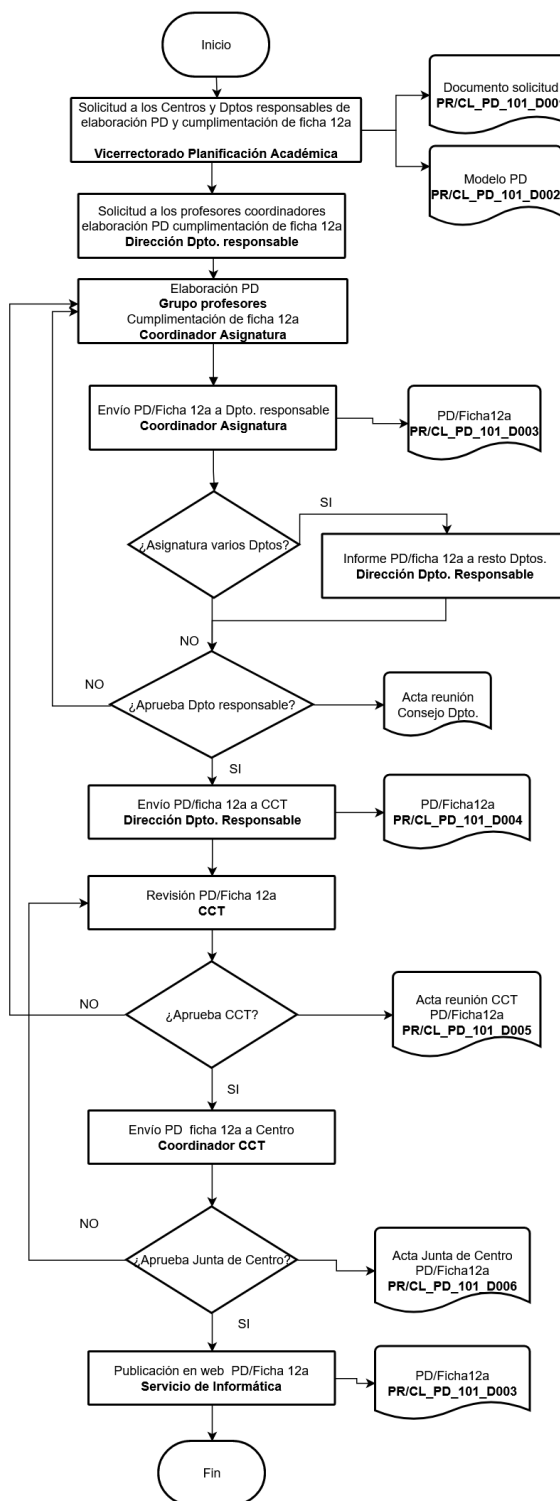 Inicio
Solicitud a los Centros y Dptos responsables de
elaboración PD y cumplimentación de ficha 12a
Vicerrectorado Planificación Académica
Documento solicitud
PR/CL_PD_101_D001
Modelo PD
PR/CL_PD_101_D002
Solicitud a los profesores coordinadores
elaboración PD cumplimentación de ficha 12a
Dirección Dpto. responsable
Elaboración PD
Grupo profesores
Cumplimentación de ficha 12a
Coordinador Asignatura
Envío PD/Ficha 12a a Dpto. responsable
Coordinador Asignatura
PD/Ficha12a
PR/CL_PD_101_D003
¿Asignatura varios Dptos?
SI
Informe PD/ficha 12a a resto Dptos.
Dirección Dpto. Responsable
NO
NO
¿Aprueba Dpto responsable?
Acta reunión
Consejo Dpto.
SI
Envío PD/ficha 12a a CCT
Dirección Dpto. Responsable
PD/Ficha12a
PR/CL_PD_101_D004
Revisión PD/Ficha 12a
CCT
NO
¿Aprueba CCT?
Acta reunión CCT
PD/Ficha12a
PR/CL_PD_101_D005
SI
Envío PD ficha 12a a Centro
Coordinador CCT
NO
¿Aprueba Junta de Centro?
Acta Junta de Centro
PD/Ficha12a
PR/CL_PD_101_D006
SI
Publicación en web PD/Ficha 12a
Servicio de Informática
PD/Ficha12a
PR/CL_PD_101_D003
Fin